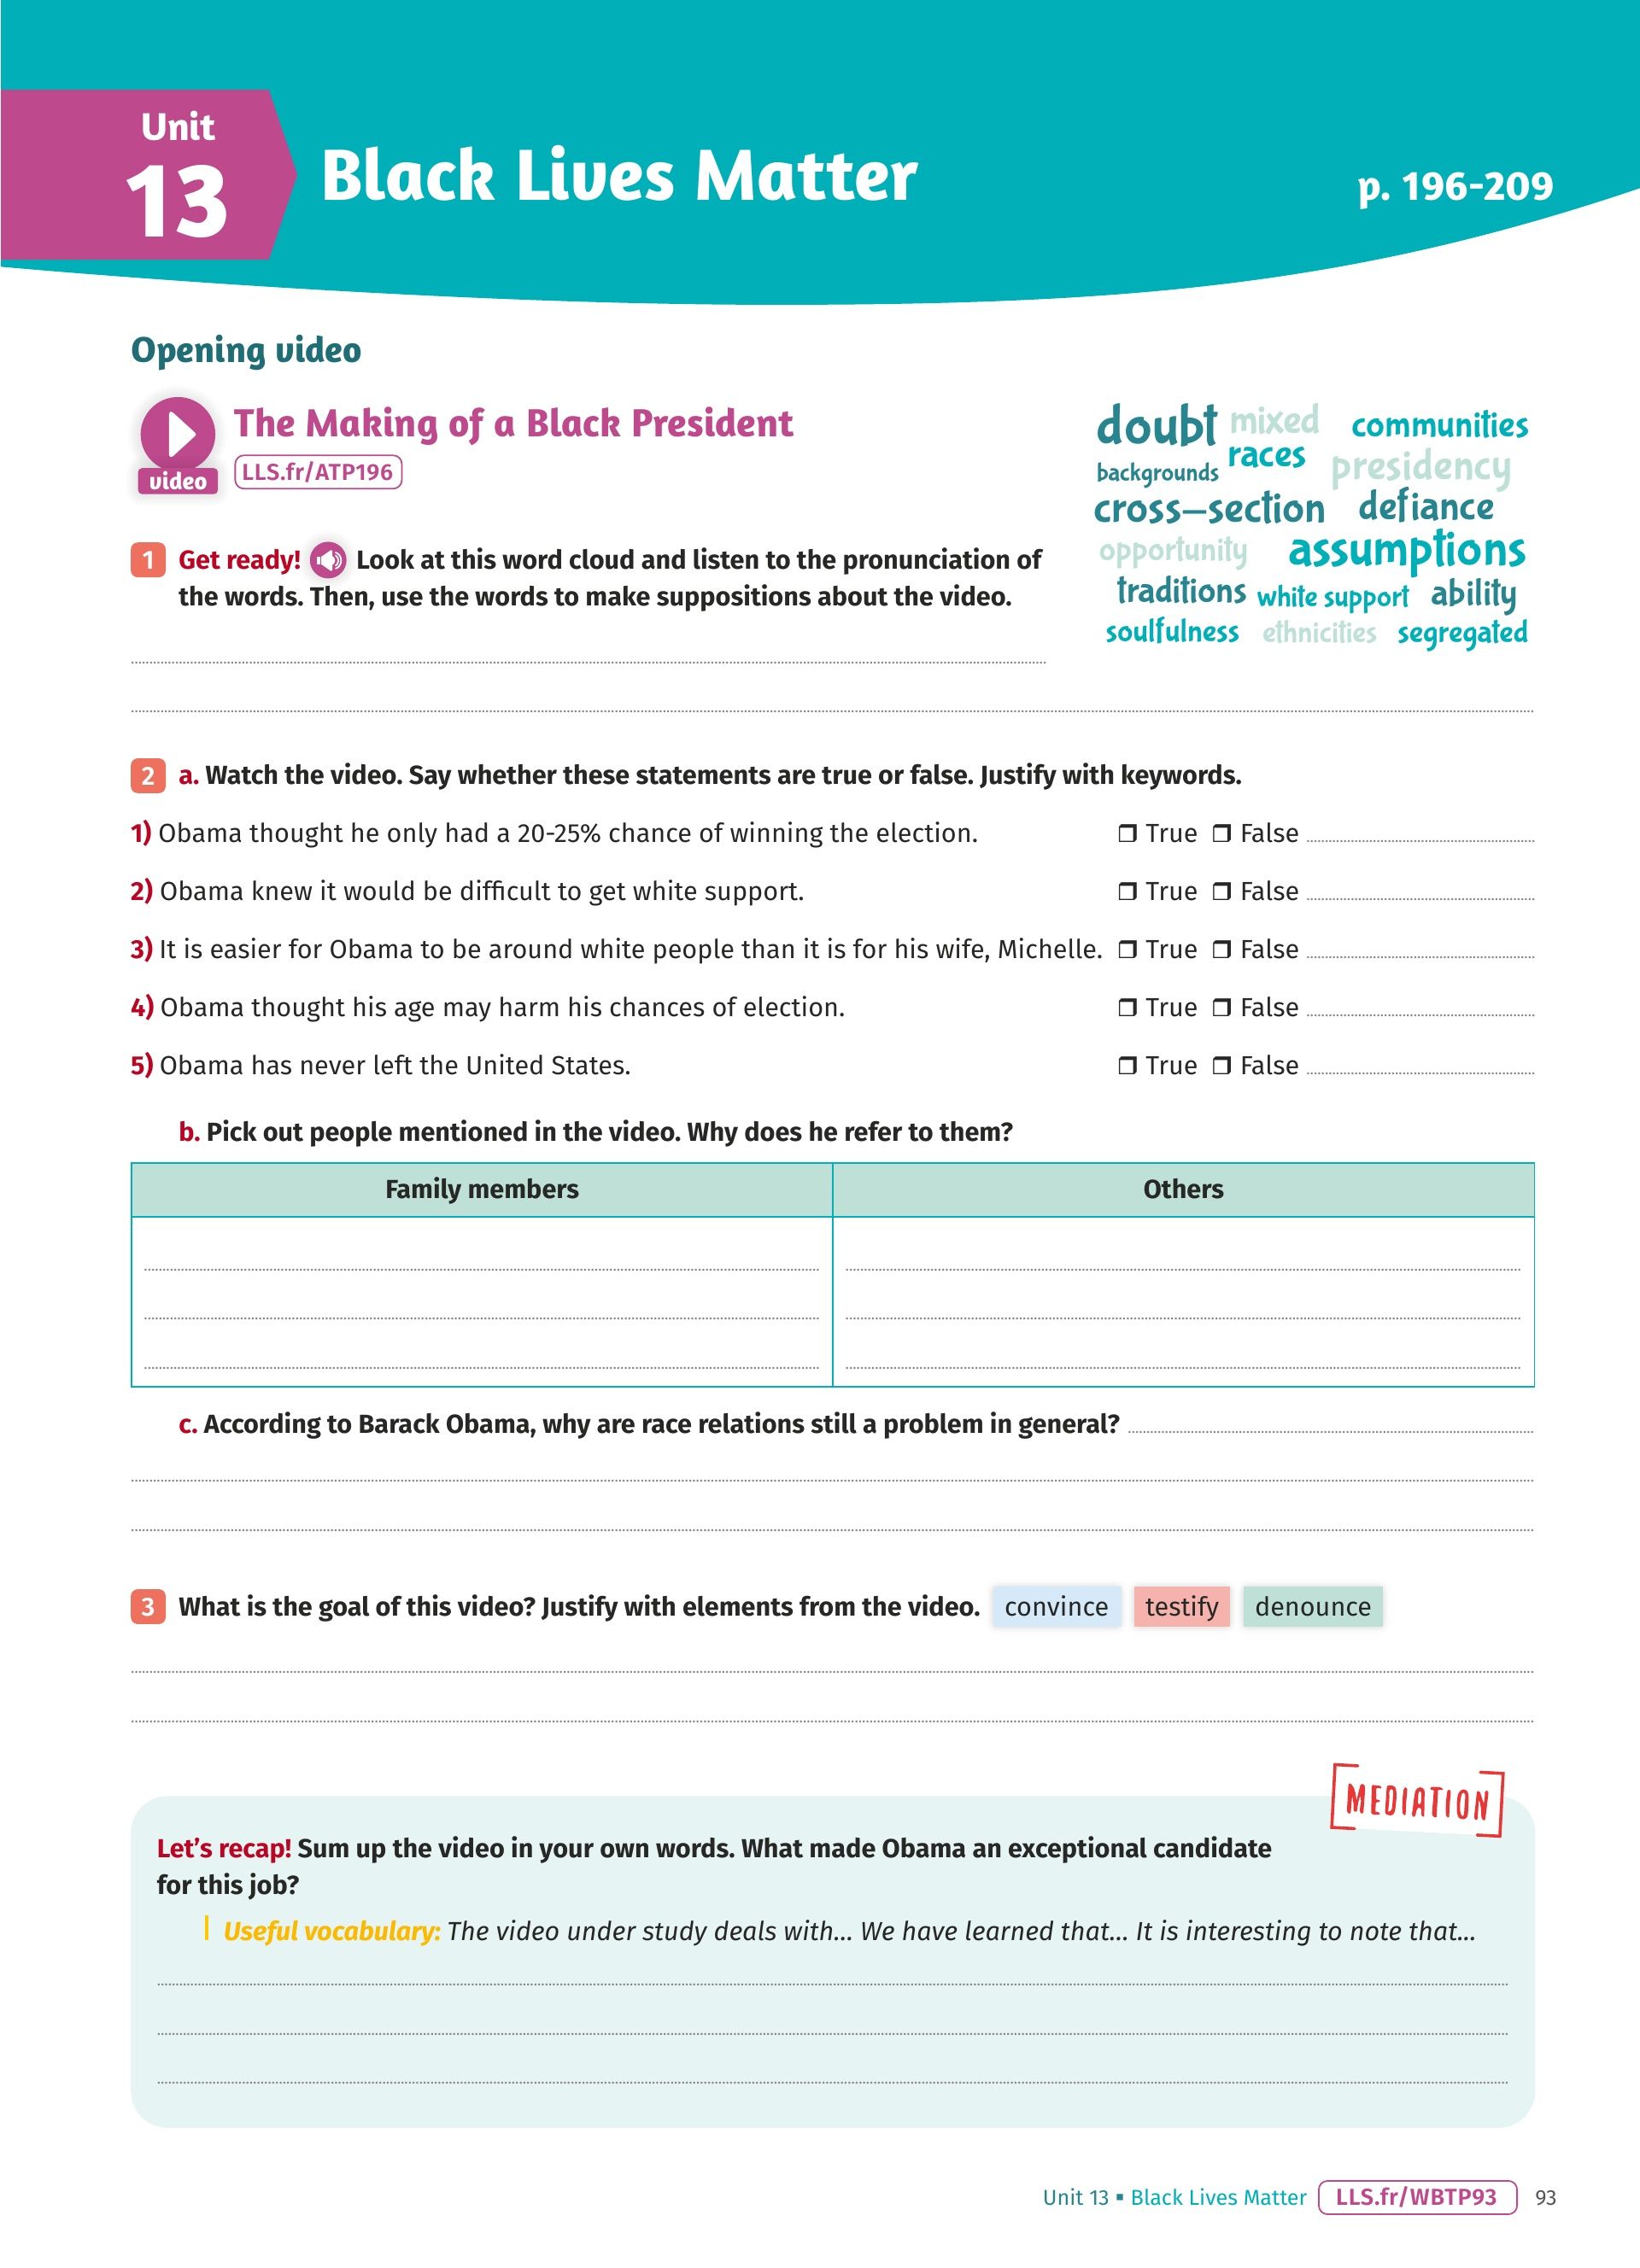 Unit
13
Black Lives Matter
p. 196-209
Opening video
video
The Making of a Black President
LLS.fr/ATP196
doubt mixed communities
backgrounds races presidency
cross–section defiance
opportunity assumptions
traditions white support ability
soulfulness ethnicities segregated
1 Get ready! Look at this word cloud and listen to the pronunciation of
the words. Then, use the words to make suppositions about the video.
2 a. Watch the video. Say whether these statements are true or false. Justify with keywords.
1) Obama thought he only had a 20-25% chance of winning the election. ❒ True ❒ False
2) Obama knew it would be difficult to get white support. ❒ True ❒ False
3) It is easier for Obama to be around white people than it is for his wife, Michelle. ❒ True ❒ False
4) Obama thought his age may harm his chances of election. ❒ True ❒ False
5) Obama has never left the United States. ❒ True ❒ False
b. Pick out people mentioned in the video. Why does he refer to them?
Family members Others
c. According to Barack Obama, why are race relations still a problem in general?
3 What is the goal of this video? Justify with elements from the video. convince testify denounce
MEDIATION
Let's recap! Sum up the video in your own words. What made Obama an exceptional candidate
for this job?
Useful vocabulary: The video under study deals with... We have learned that... It is interesting to note that...
Unit 13 ▪ Black Lives Matter LLS.fr/WBTP93 93